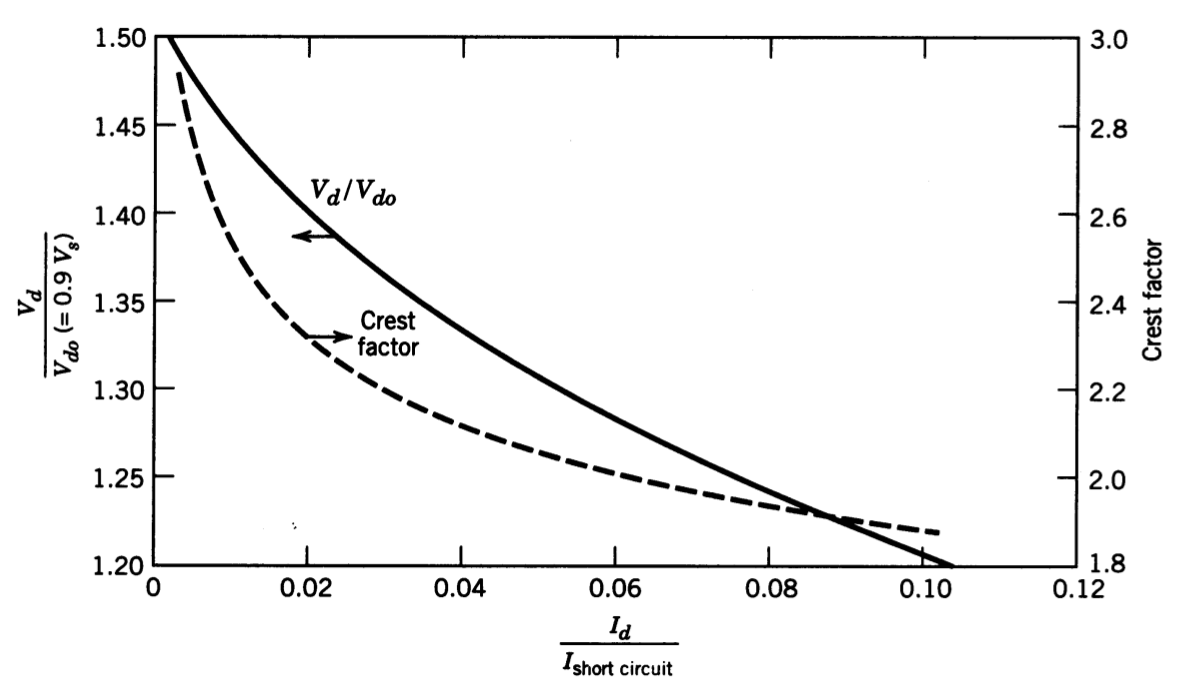 1.50
1.45
1.40
1.35
1.30
1.25
1.20
V_d
V_do (= 0.9 V_s)
3.0
2.8
2.6
2.4
2.2
2.0
1.8
Crest factor
V_d/V_do
Crest
factor
0
0.02
0.04
0.06
0.08
0.10
0.12
I_d
I_short circuit